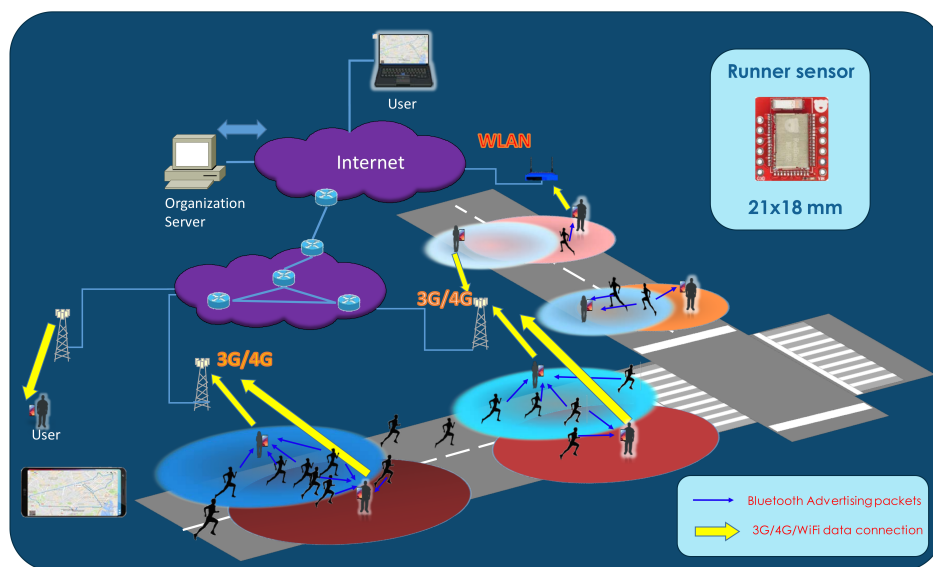 User
Runner sensor
WLAN
Internet
Organization
Server
21x18 mm
3G/4G
3G/4G
User
Bluetooth Advertising packets
3G/4G/WiFi data connection